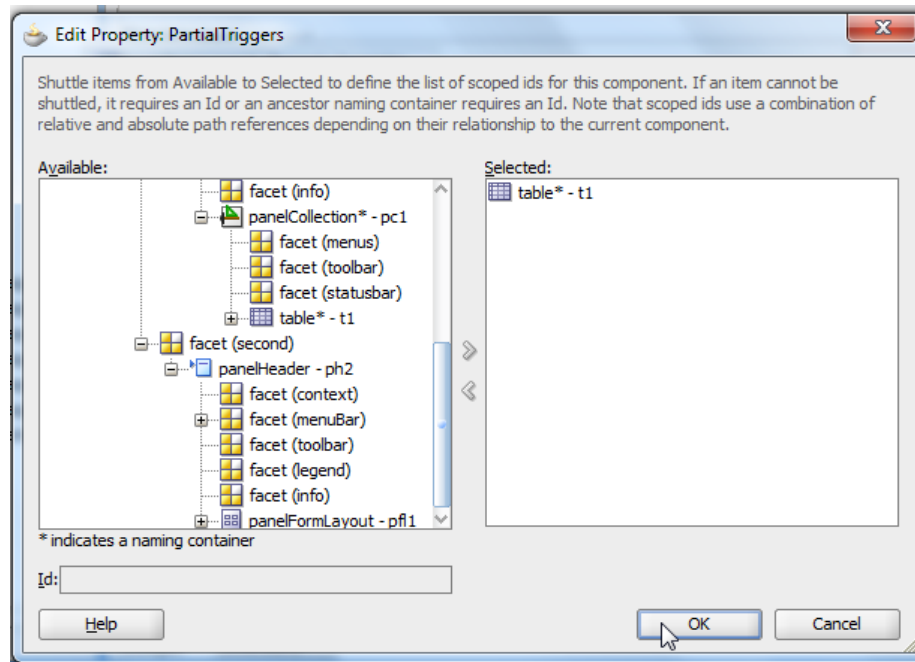 Edit Property: PartialTriggers
Shuttle items from Available to Selected to define the list of scoped ids for this component. If an item cannot be
shuttled, it requires an Id or an ancestor naming container requires an Id. Note that scoped ids use a combination of
relative and absolute path references depending on their relationship to the current component.
Available:
facet (info)
panelCollection* - pc1
facet (menus)
facet (toolbar)
facet (statusbar)
table* - t1
facet (second)
panelHeader - ph2
facet (context)
facet (menuBar)
facet (toolbar)
facet (legend)
facet (info)
panelFormLayout - pfl1
Selected:
table* - t1
* indicates a naming container
Id:
Help
OK
Cancel